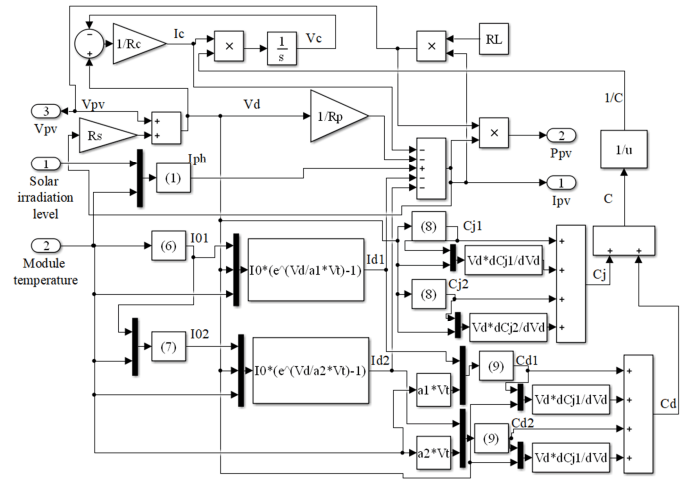 Ic
Vc
1/Rc
×
1
s
×
RL
1/C
3
Vpv
Vpv
Rs
Vd
1/Rp
×
2
Ppv
1/u
1
Solar
irradiation
level
Iph
(1)
1
Ipv
C
2
Module
temperature
(6)
I01
I0*(e^(Vd/a1*Vt)-1)
Id1
(8)
Cj1
Vd*dCj1/dVd
Cj
(8)
Cj2
Vd*dCj2/dVd
(7)
I02
I0*(e^(Vd/a2*Vt)-1)
Id2
a1*Vt
(9)
Cd1
Vd*dCj1/dVd
Cd
a2*Vt
(9)
Cd2
Vd*dCj1/dVd